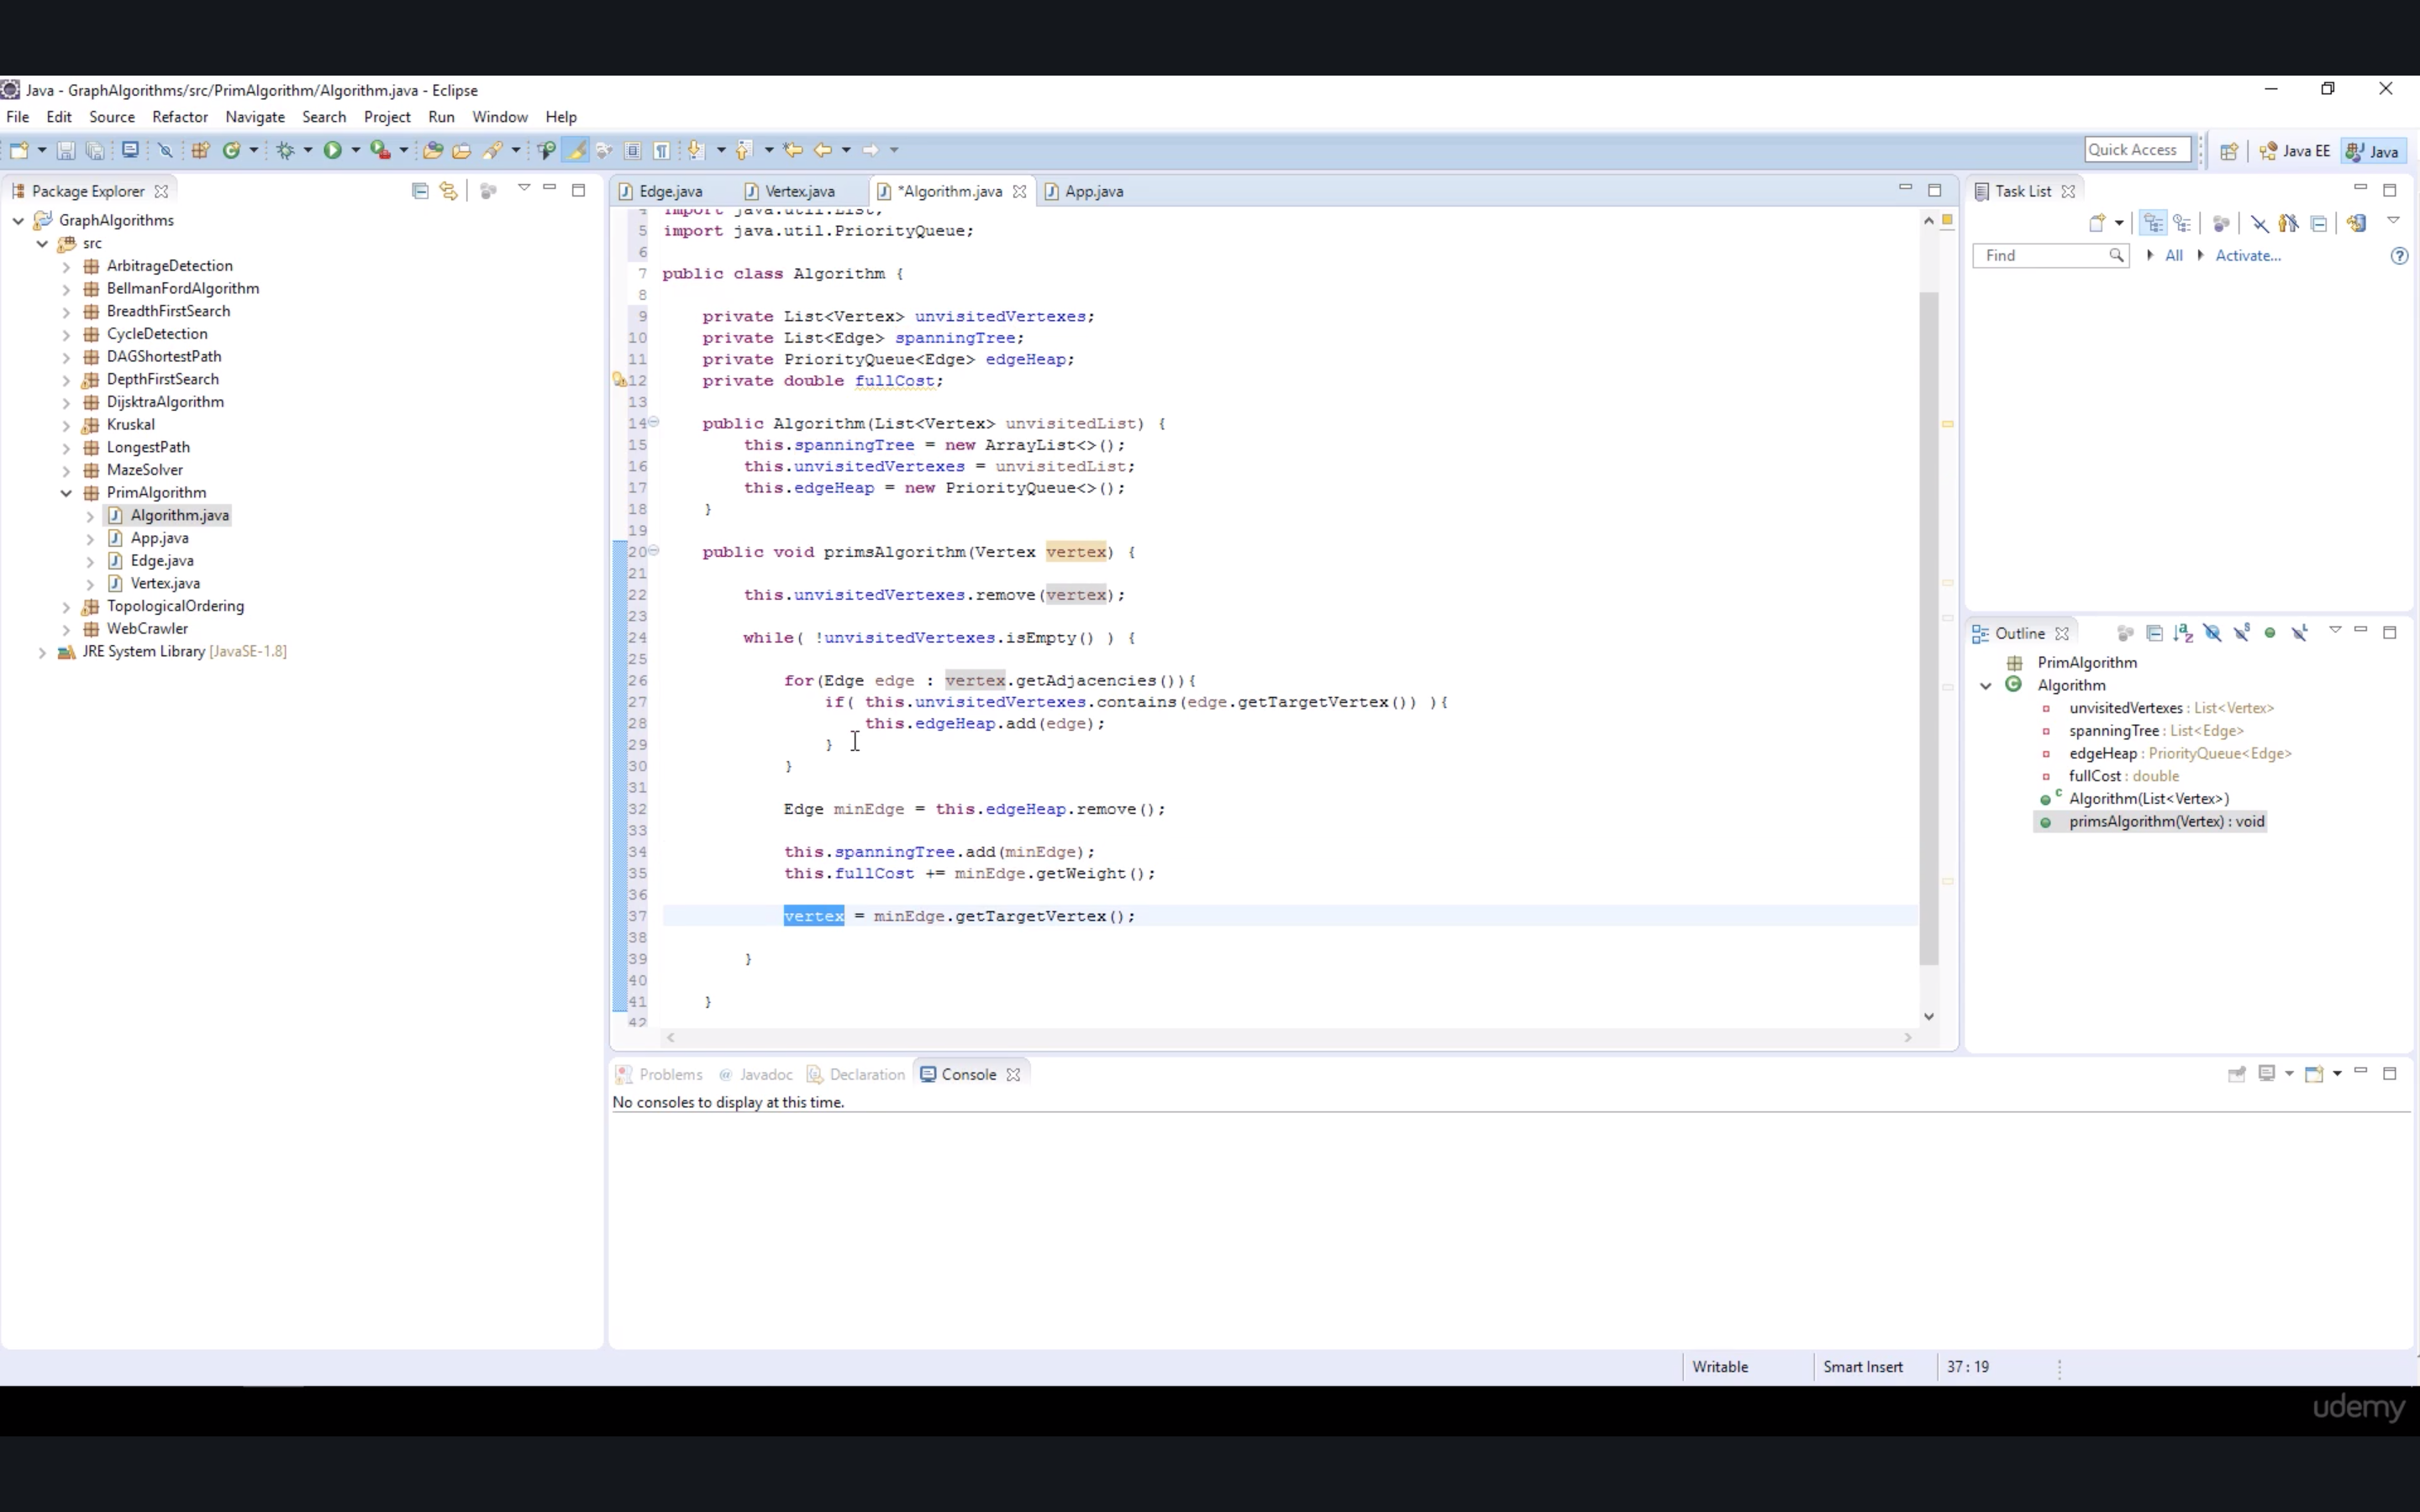 Java - GraphAlgorithms/src/PrimAlgorithm/Algorithm.java - Eclipse
File Edit Source Refactor Navigate Search Project Run Window Help
Quick Access Java EE Java
Package Explorer
GraphAlgorithms
src
ArbitrageDetection
BellmanFordAlgorithm
BreadthFirstSearch
CycleDetection
DAGShortestPath
DepthFirstSearch
DijsktraAlgorithm
Kruskal
LongestPath
MazeSolver
PrimAlgorithm
Algorithm.java
App.java
Edge.java
Vertex.java
TopologicalOrdering
WebCrawler
JRE System Library [JavaSE-1.8]
Edge.java Vertex.java *Algorithm.java App.java
4 import java.util.List;
5 import java.util.PriorityQueue;
6
7 public class Algorithm {
8
9 private List<Vertex> unvisitedVertexes;
10 private List<Edge> spanningTree;
11 private PriorityQueue<Edge> edgeHeap;
12 private double fullCost;
13
14 public Algorithm(List<Vertex> unvisitedList) {
15 this.spanningTree = new ArrayList<>();
16 this.unvisitedVertexes = unvisitedList;
17 this.edgeHeap = new PriorityQueue<>();
18 }
19
20 public void primsAlgorithm(Vertex vertex) {
21
22 this.unvisitedVertexes.remove(vertex);
23
24 while( !unvisitedVertexes.isEmpty() ) {
25
26 for(Edge edge : vertex.getAdjacencies()){
27 if( this.unvisitedVertexes.contains(edge.getTargetVertex()) ){
28 this.edgeHeap.add(edge);
29 }
30 }
31
32 Edge minEdge = this.edgeHeap.remove();
33
34 this.spanningTree.add(minEdge);
35 this.fullCost += minEdge.getWeight();
36
37 vertex = minEdge.getTargetVertex();
38
39 }
40
41 }
42
Task List
Find All Activate...
Outline
PrimAlgorithm
Algorithm
unvisitedVertexes : List<Vertex>
spanningTree : List<Edge>
edgeHeap : PriorityQueue<Edge>
fullCost : double
Algorithm(List<Vertex>)
primsAlgorithm(Vertex) : void
Problems @ Javadoc Declaration Console
No consoles to display at this time.
Writable Smart Insert 37 : 19
udemy